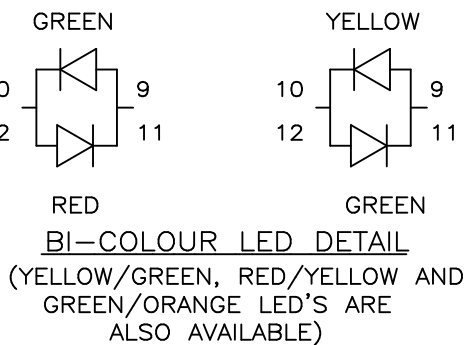 GREEN YELLOW
9 10 9
11 12 11
RED GREEN
BI-COLOUR LED DETAIL
(YELLOW/GREEN, RED/YELLOW AND
GREEN/ORANGE LED'S ARE
ALSO AVAILABLE)